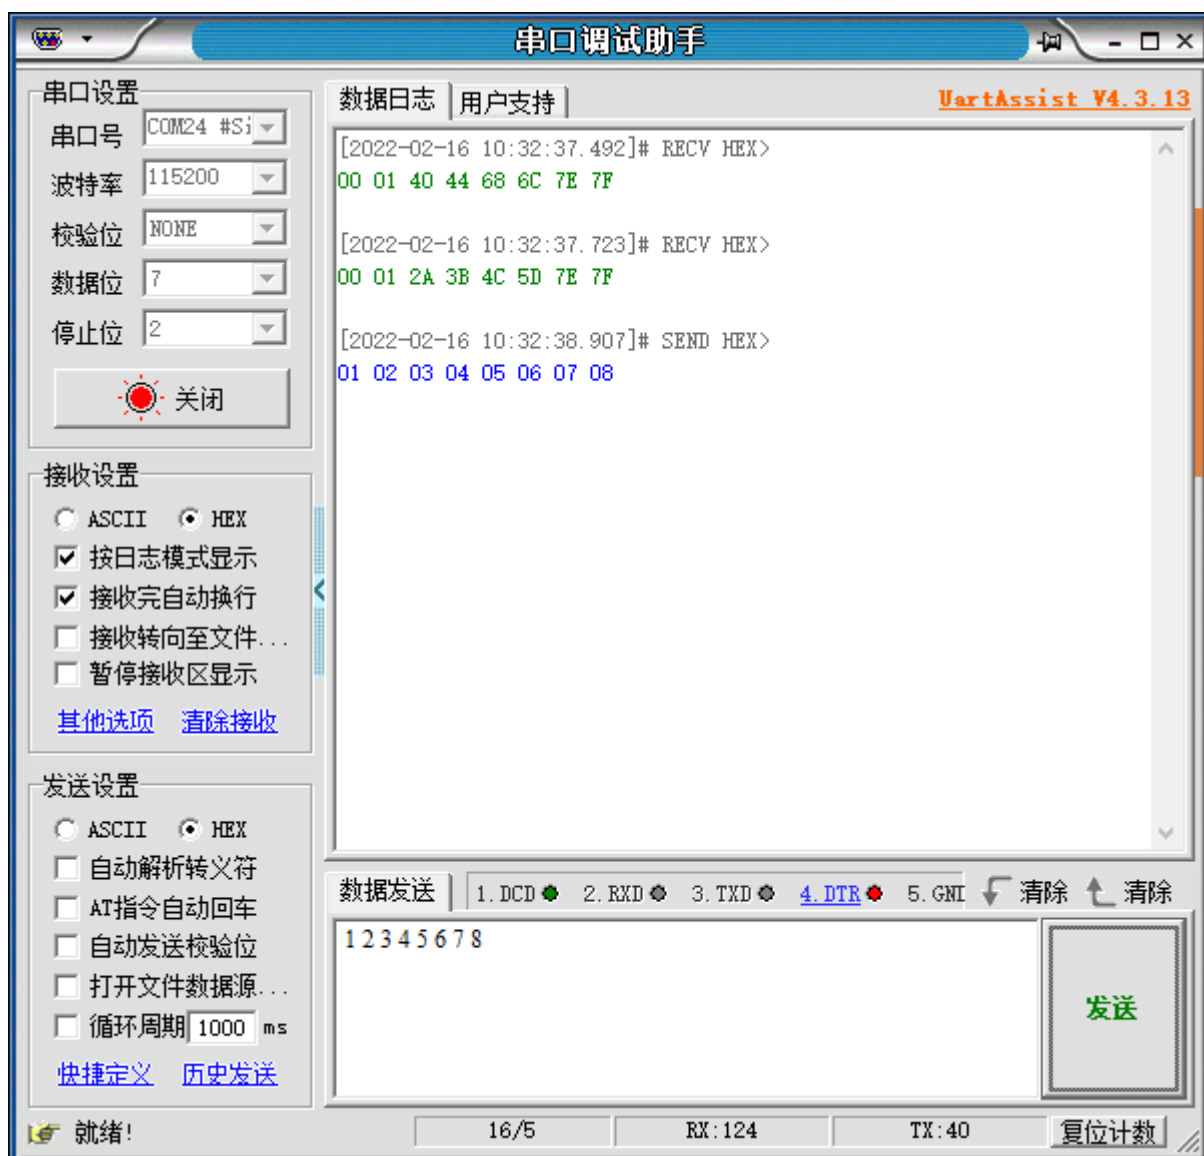 串口调试助手
串口设置
串口号 COM24 #Si
波特率 115200
校验位 NONE
数据位 7
停止位 2
关闭
接收设置
ASCII HEX
按日志模式显示
接收完自动换行
接收转向至文件...
暂停接收区显示
其他选项 清除接收
发送设置
ASCII HEX
自动解析转义符
AT指令自动回车
自动发送校验位
打开文件数据源...
循环周期 1000 ms
快捷定义 历史发送
数据日志 用户支持
UartAssist V4.3.13
[2022-02-16 10:32:37.492]# RECV HEX>
00 01 40 44 68 6C 7E 7F
[2022-02-16 10:32:37.723]# RECV HEX>
00 01 2A 3B 4C 5D 7E 7F
[2022-02-16 10:32:38.907]# SEND HEX>
01 02 03 04 05 06 07 08
数据发送 1.DCD 2.RXD 3.TXD 4.DTR 5.GND 清除 清除
1 2 3 4 5 6 7 8
发送
就绪! 16/5 RX:124 TX:40 复位计数